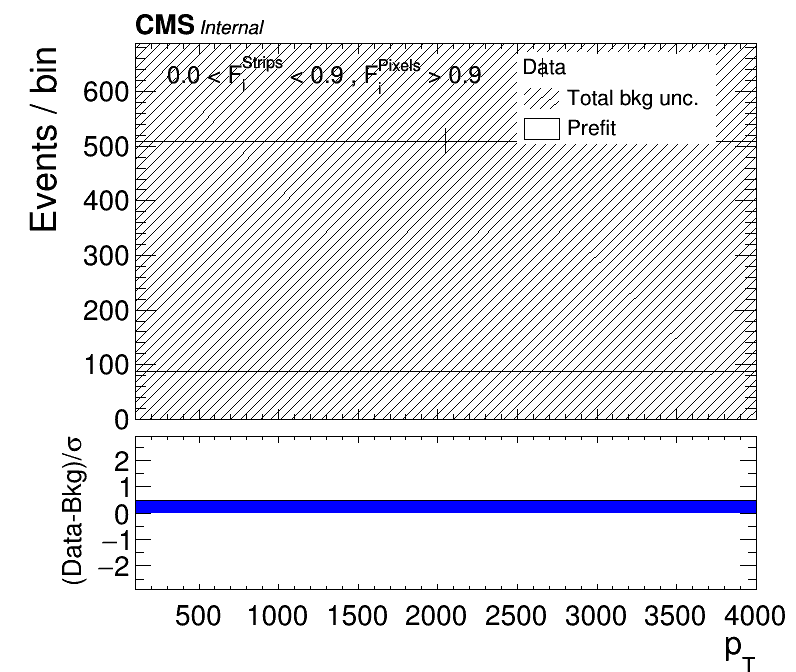 CMS Internal
Events / bin
0.0 < F_i^Strips < 0.9 , F_i^Pixels > 0.9
Data
Total bkg unc.
Prefit
600
500
400
300
200
100
0
(Data-Bkg)/σ
2
1
0
−1
−2
500 1000 1500 2000 2500 3000 3500 4000
p_T